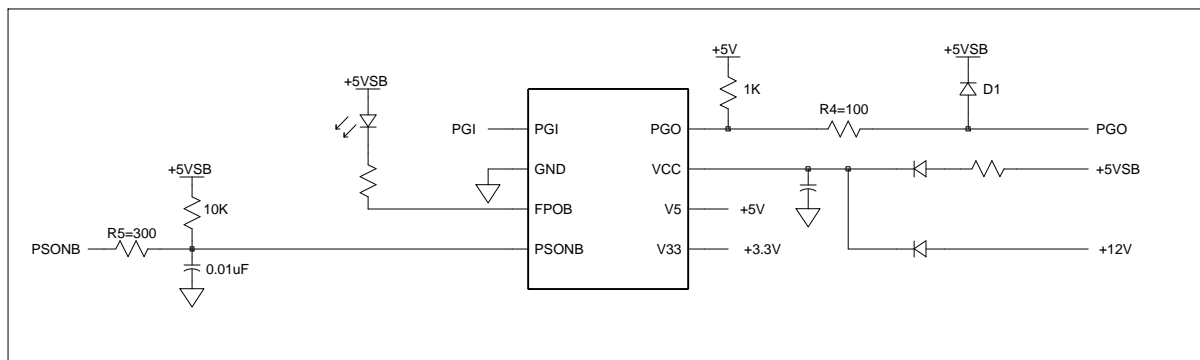 +5V
+5VSB
+5VSB
1K
D1
R4=100
PGI
PGI
PGO
PGO
+5VSB
GND
VCC
+5VSB
10K
FPOB
V5
+5V
R5=300
PSONB
PSONB
V33
+3.3V
+12V
0.01uF